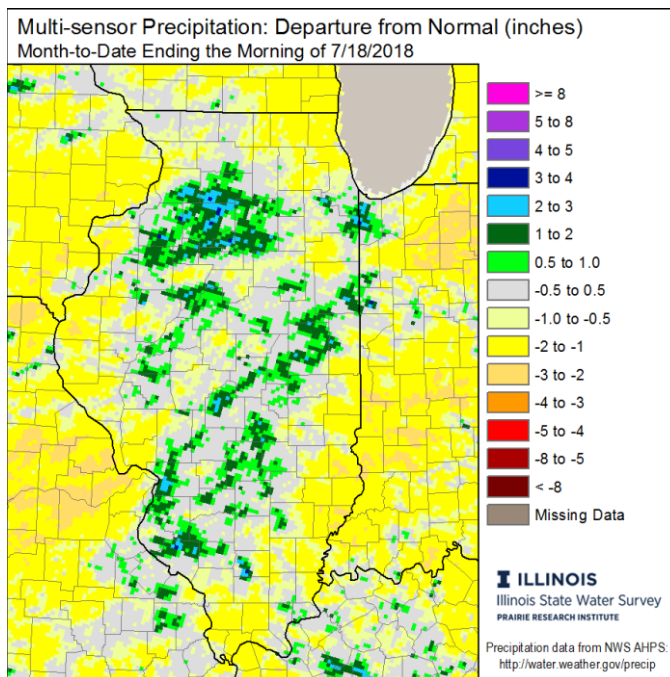 Multi-sensor Precipitation: Departure from Normal (inches)
Month-to-Date Ending the Morning of 7/18/2018
>= 8
5 to 8
4 to 5
3 to 4
2 to 3
1 to 2
0.5 to 1.0
-0.5 to 0.5
-1.0 to -0.5
-2 to -1
-3 to -2
-4 to -3
-5 to -4
-8 to -5
< -8
Missing Data
I ILLINOIS
Illinois State Water Survey
PRAIRIE RESEARCH INSTITUTE
Precipitation data from NWS AHPS:
http://water.weather.gov/precip